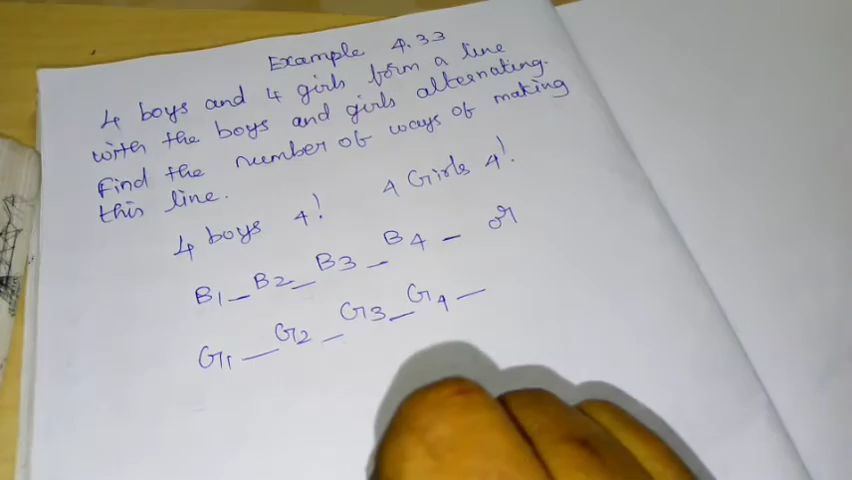 Example 4.33
4 boys and 4 girls form a line
with the boys and girls alternating.
Find the number of ways of making
this line.
4 boys 4! 4 Girls 4!.
B1 _ B2 _ B3 _ B4 _ or
G1 _ G2 _ G3 _ G4 _